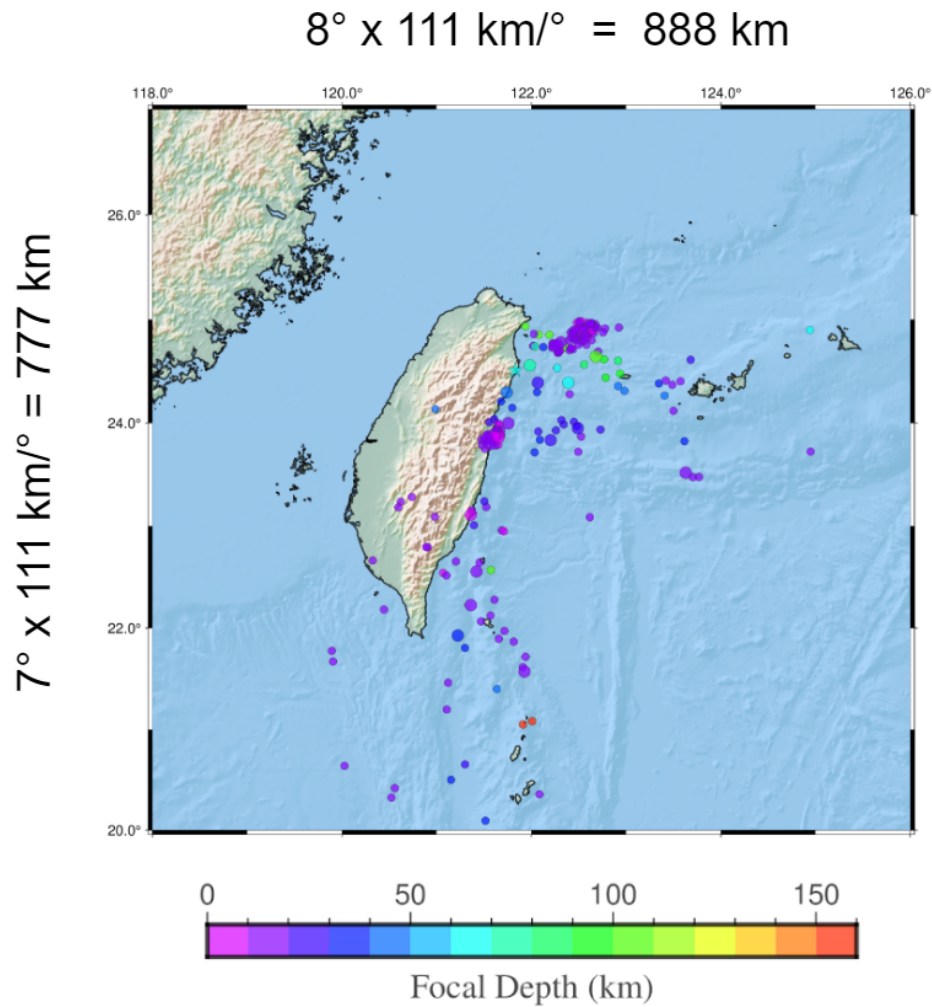 8° x 111 km/° = 888 km
7° x 111 km/° = 777 km
118.0° 120.0° 122.0° 124.0° 126.0°
26.0°
24.0°
22.0°
20.0°
0 50 100 150
Focal Depth (km)